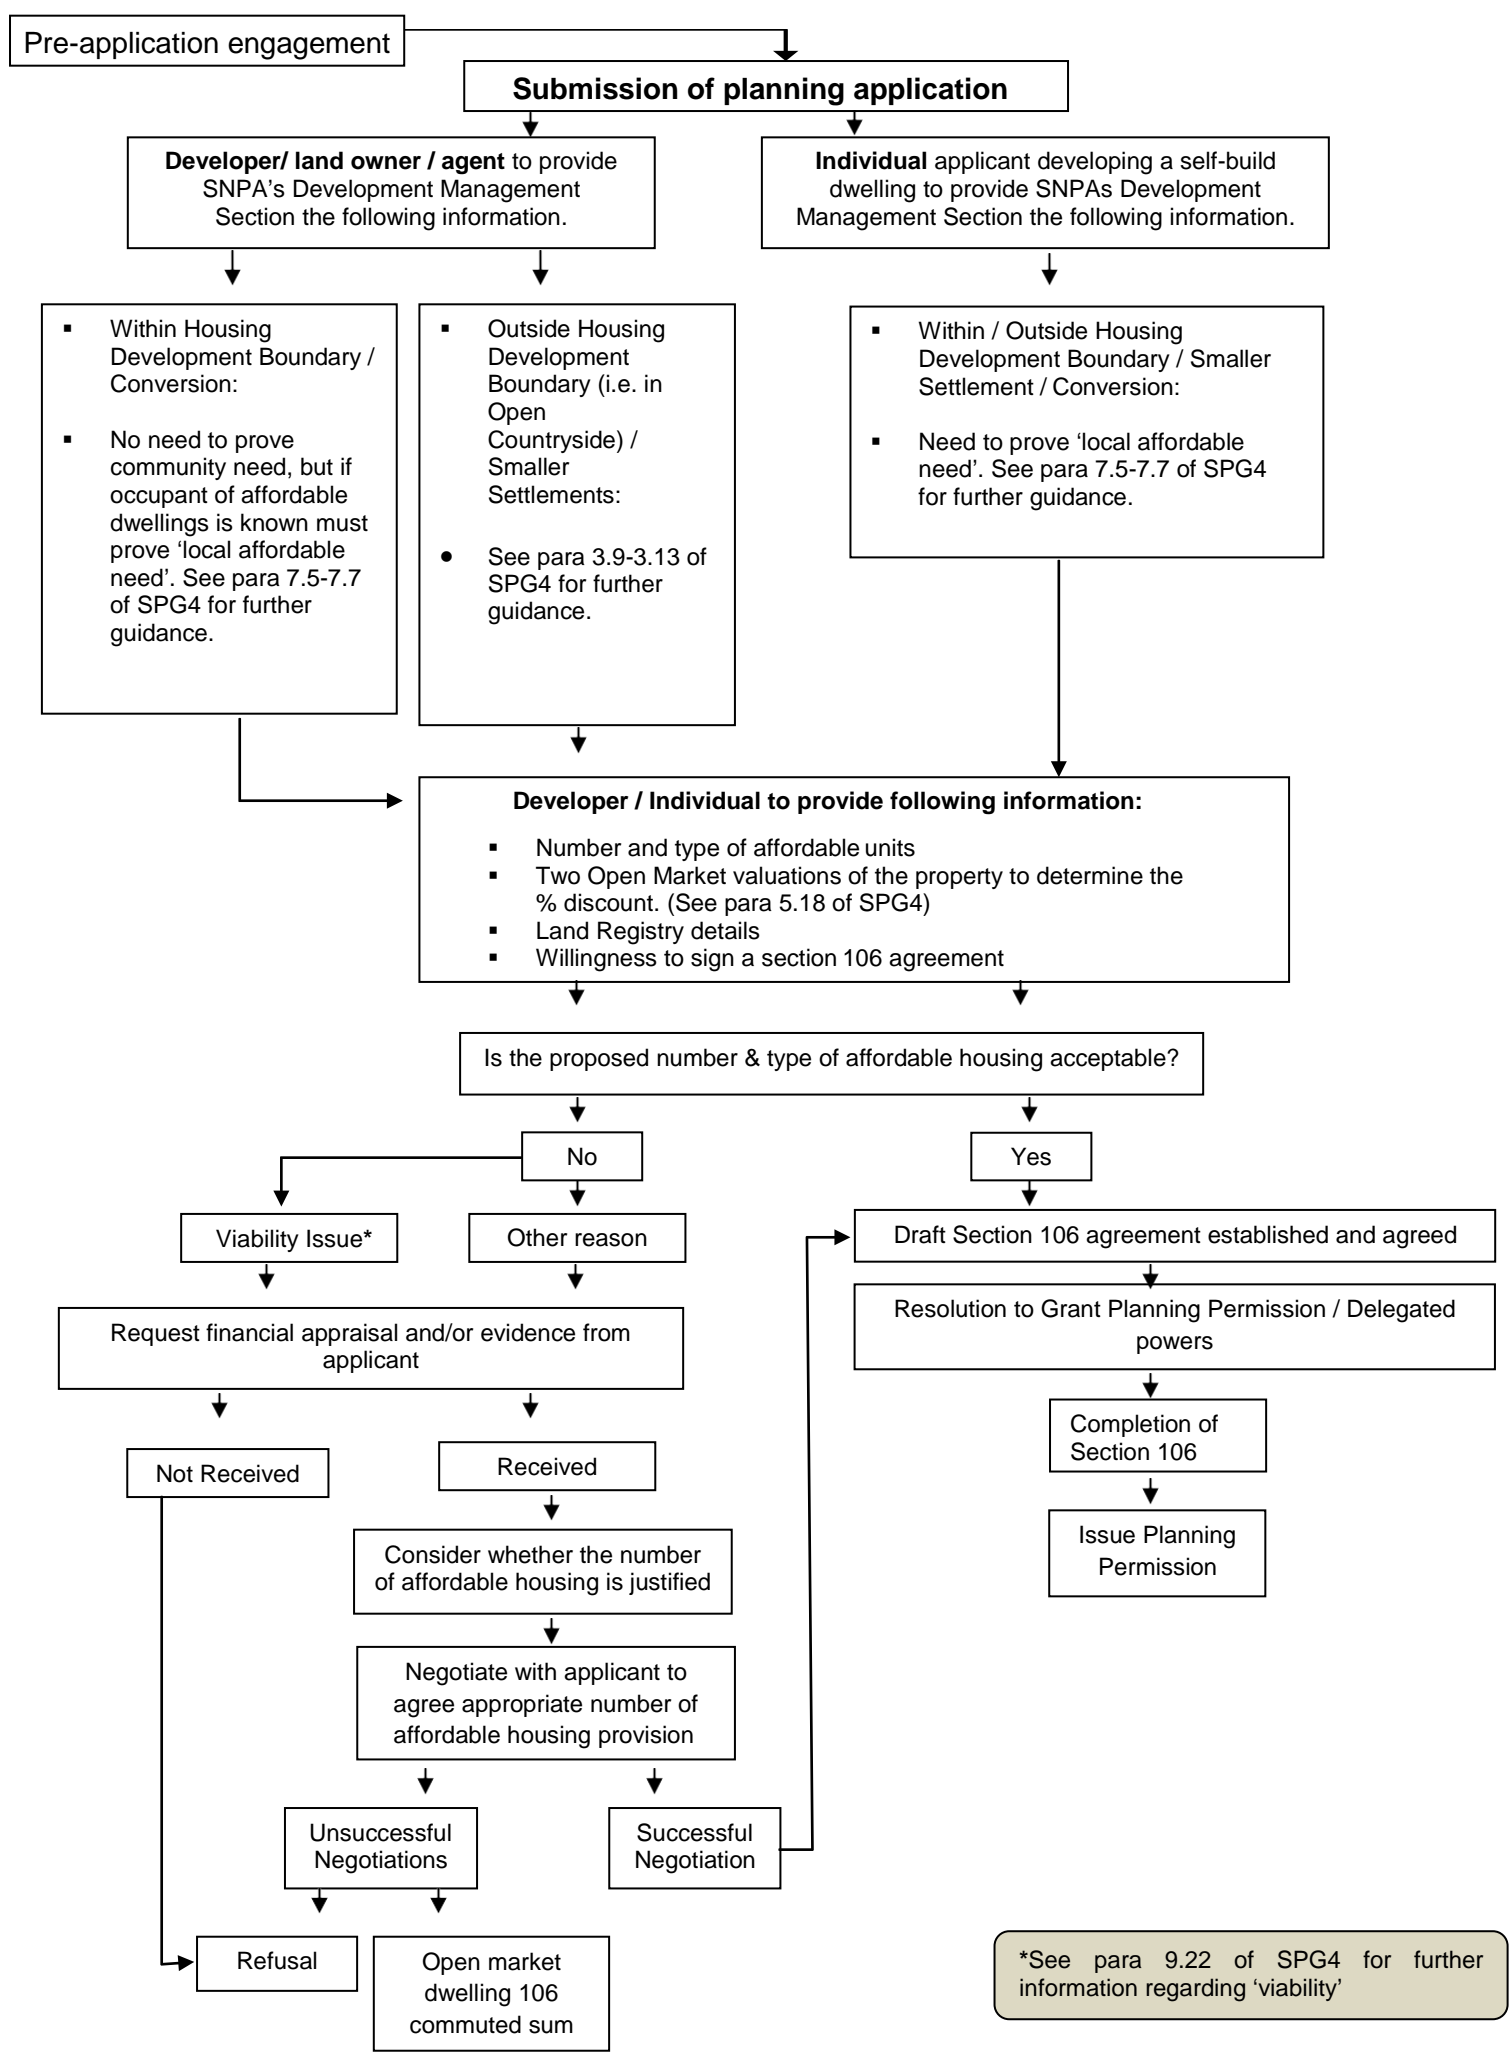 Pre-application engagement
Submission of planning application
Developer/ land owner / agent to provide
SNPA's Development Management
Section the following information.
Individual applicant developing a self-build
dwelling to provide SNPAs Development
Management Section the following information.
▪ Within Housing
Development Boundary /
Conversion:
▪ No need to prove
community need, but if
occupant of affordable
dwellings is known must
prove ‘local affordable
need’. See para 7.5-7.7
of SPG4 for further
guidance.
▪ Outside Housing
Development
Boundary (i.e. in
Open
Countryside) /
Smaller
Settlements:
● See para 3.9-3.13 of
SPG4 for further
guidance.
▪ Within / Outside Housing
Development Boundary / Smaller
Settlement / Conversion:
▪ Need to prove ‘local affordable
need’. See para 7.5-7.7 of SPG4
for further guidance.
Developer / Individual to provide following information:
▪ Number and type of affordable units
▪ Two Open Market valuations of the property to determine the
% discount. (See para 5.18 of SPG4)
▪ Land Registry details
▪ Willingness to sign a section 106 agreement
Is the proposed number & type of affordable housing acceptable?
No
Yes
Viability Issue*
Other reason
Draft Section 106 agreement established and agreed
Request financial appraisal and/or evidence from
applicant
Resolution to Grant Planning Permission / Delegated
powers
Not Received
Received
Completion of
Section 106
Consider whether the number
of affordable housing is justified
Issue Planning
Permission
Negotiate with applicant to
agree appropriate number of
affordable housing provision
Unsuccessful
Negotiations
Successful
Negotiation
Refusal
Open market
dwelling 106
commuted sum
*See para 9.22 of SPG4 for further
information regarding ‘viability’